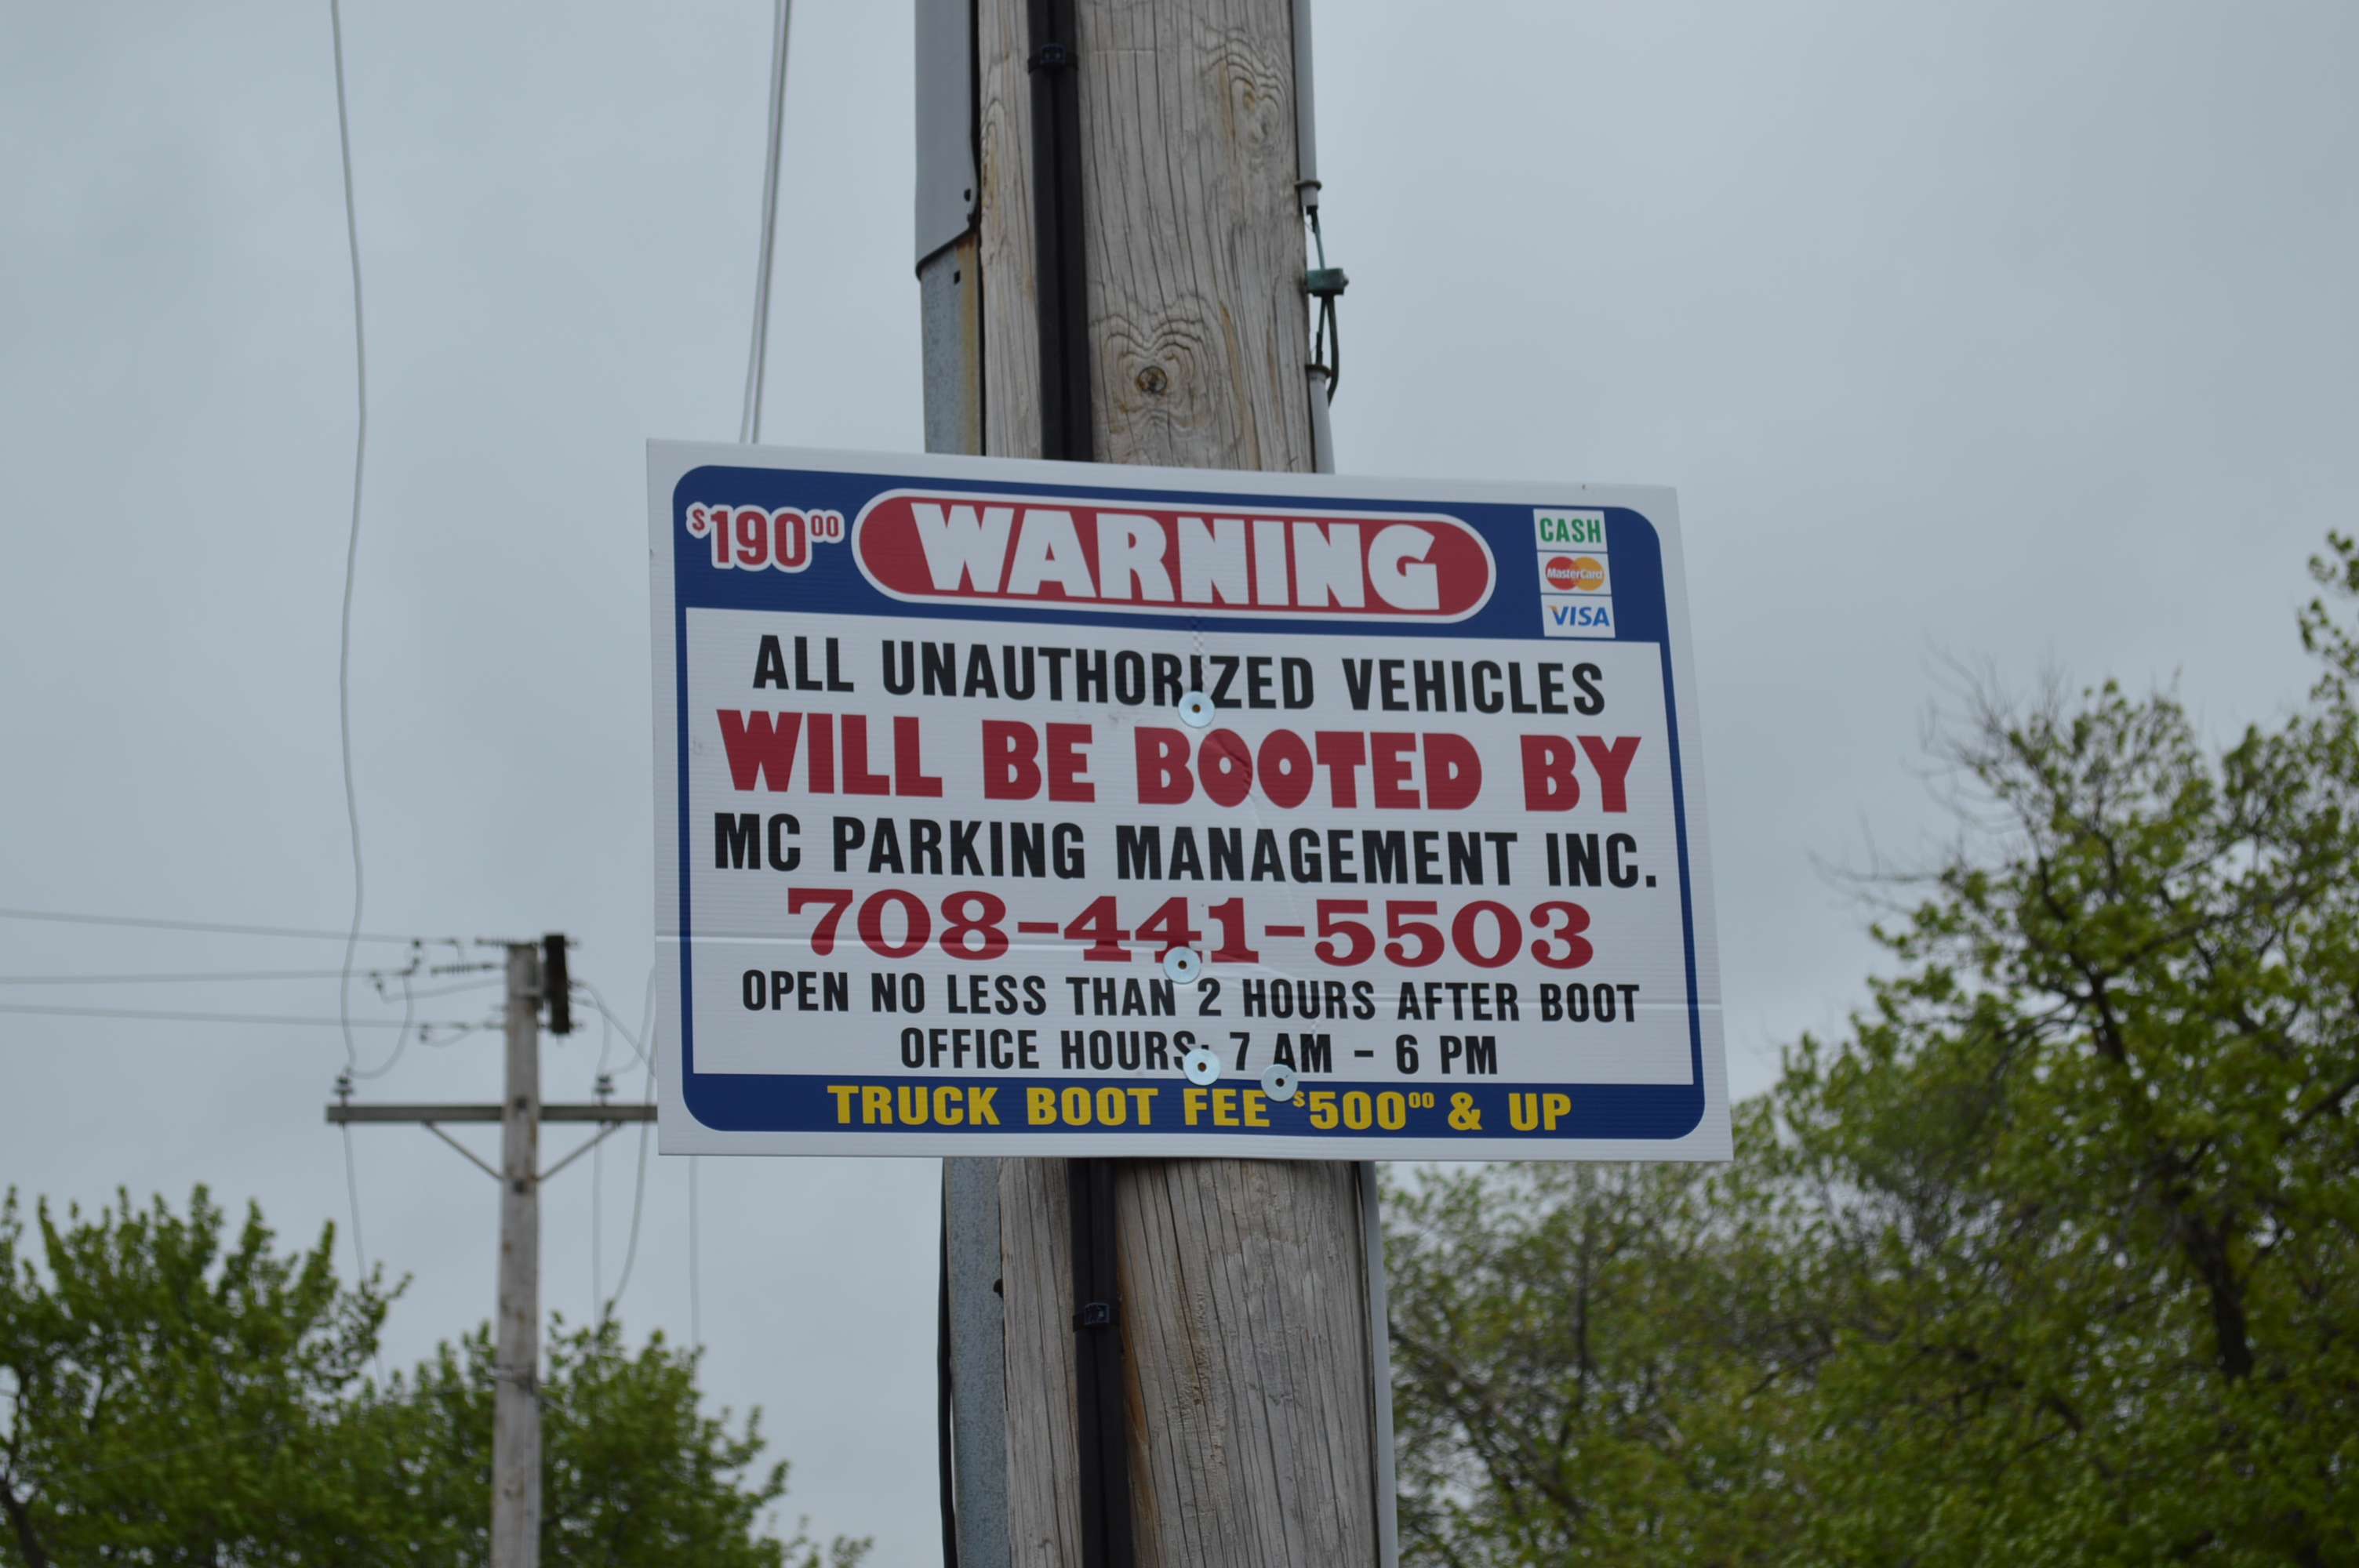 $190.00 WARNING CASH
MasterCard
VISA
ALL UNAUTHORIZED VEHICLES
WILL BE BOOTED BY
MC PARKING MANAGEMENT INC.
708-441-5503
OPEN NO LESS THAN 2 HOURS AFTER BOOT
OFFICE HOURS: 7 AM - 6 PM
TRUCK BOOT FEE $500.00 & UP